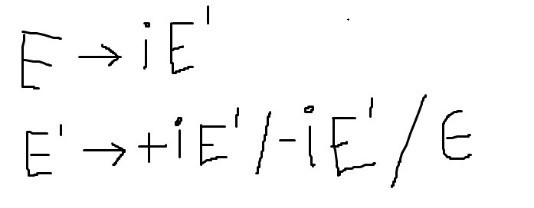 E → iE'
E' → +iE' / -iE' / ϵ